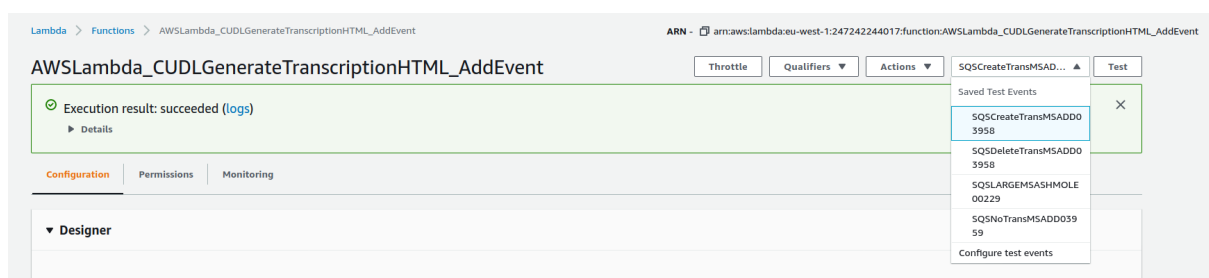 Lambda > Functions > AWSLambda_CUDLGenerateTranscriptionHTML_AddEvent
ARN - arn:aws:lambda:eu-west-1:247242244017:function:AWSLambda_CUDLGenerateTranscriptionHTML_AddEvent
AWSLambda_CUDLGenerateTranscriptionHTML_AddEvent
Throttle Qualifiers Actions SQSCreateTransMSAD... Test
Execution result: succeeded (logs)
Details
Saved Test Events
SQSCreateTransMSADD0
3958
SQSDeleteTransMSADD0
3958
SQSLARGEMSASHMOLE
00229
SQSNoTransMSADD039
59
Configure test events
Configuration Permissions Monitoring
Designer